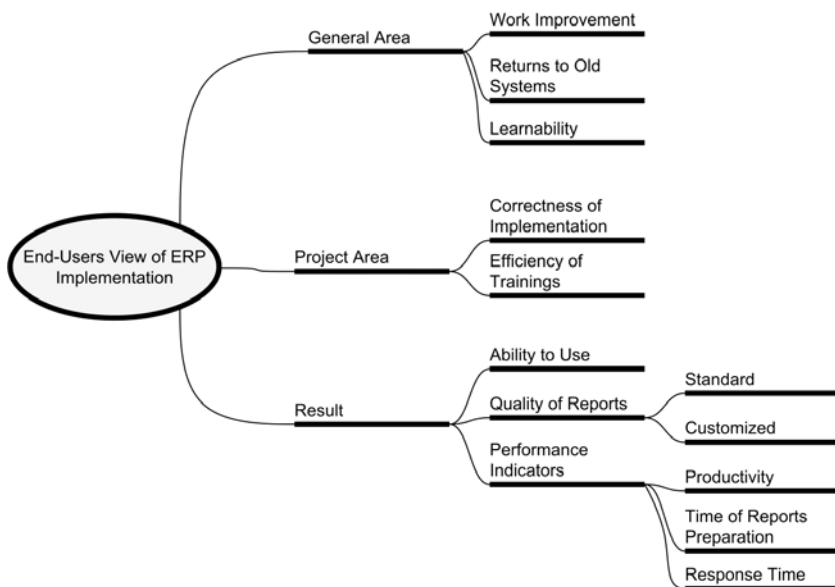 End-Users View of ERP
Implementation
General Area
Work Improvement
Returns to Old
Systems
Learnability
Project Area
Correctness of
Implementation
Efficiency of
Trainings
Result
Ability to Use
Quality of Reports
Standard
Customized
Performance
Indicators
Productivity
Time of Reports
Preparation
Response Time